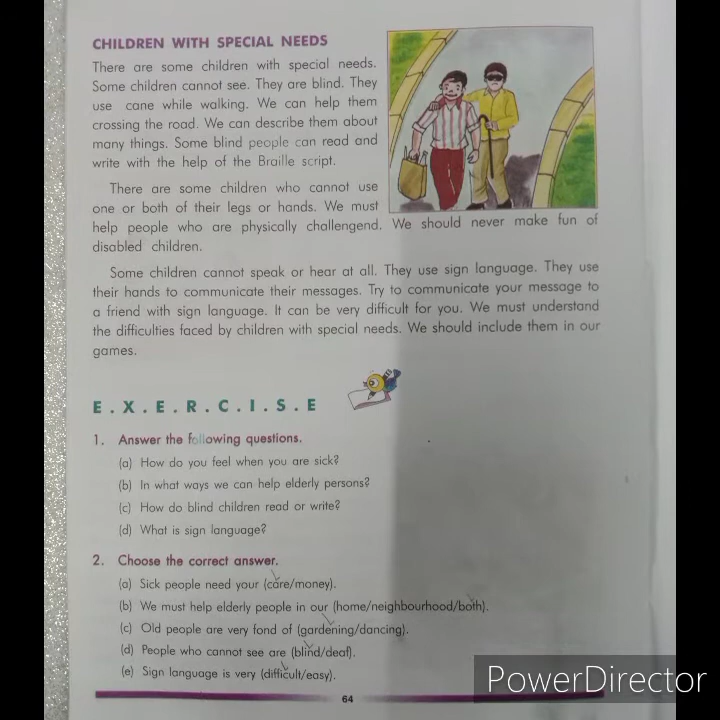 CHILDREN WITH SPECIAL NEEDS
There are some children with special needs.
Some children cannot see. They are blind. They
use cane while walking. We can help them
crossing the road. We can describe them about
many things. Some blind people can read and
write with the help of the Braille script.
There are some children who cannot use
one or both of their legs or hands. We must
help people who are physically challengend. We should never make fun of
disabled children.
Some children cannot speak or hear at all. They use sign language. They use
their hands to communicate their messages. Try to communicate your message to
a friend with sign language. It can be very difficult for you. We must understand
the difficulties faced by children with special needs. We should include them in our
games.
E.X.E.R.C.I.S.E
1. Answer the following questions.
(a) How do you feel when you are sick?
(b) In what ways we can help elderly persons?
(c) How do blind children read or write?
(d) What is sign language?
2. Choose the correct answer.
(a) Sick people need your (care/money).
(b) We must help elderly people in our (home/neighbourhood/both).
(c) Old people are very fond of (gardening/dancing).
(d) People who cannot see are (blind/deaf).
(e) Sign language is very (difficult/easy).
64
PowerDirector